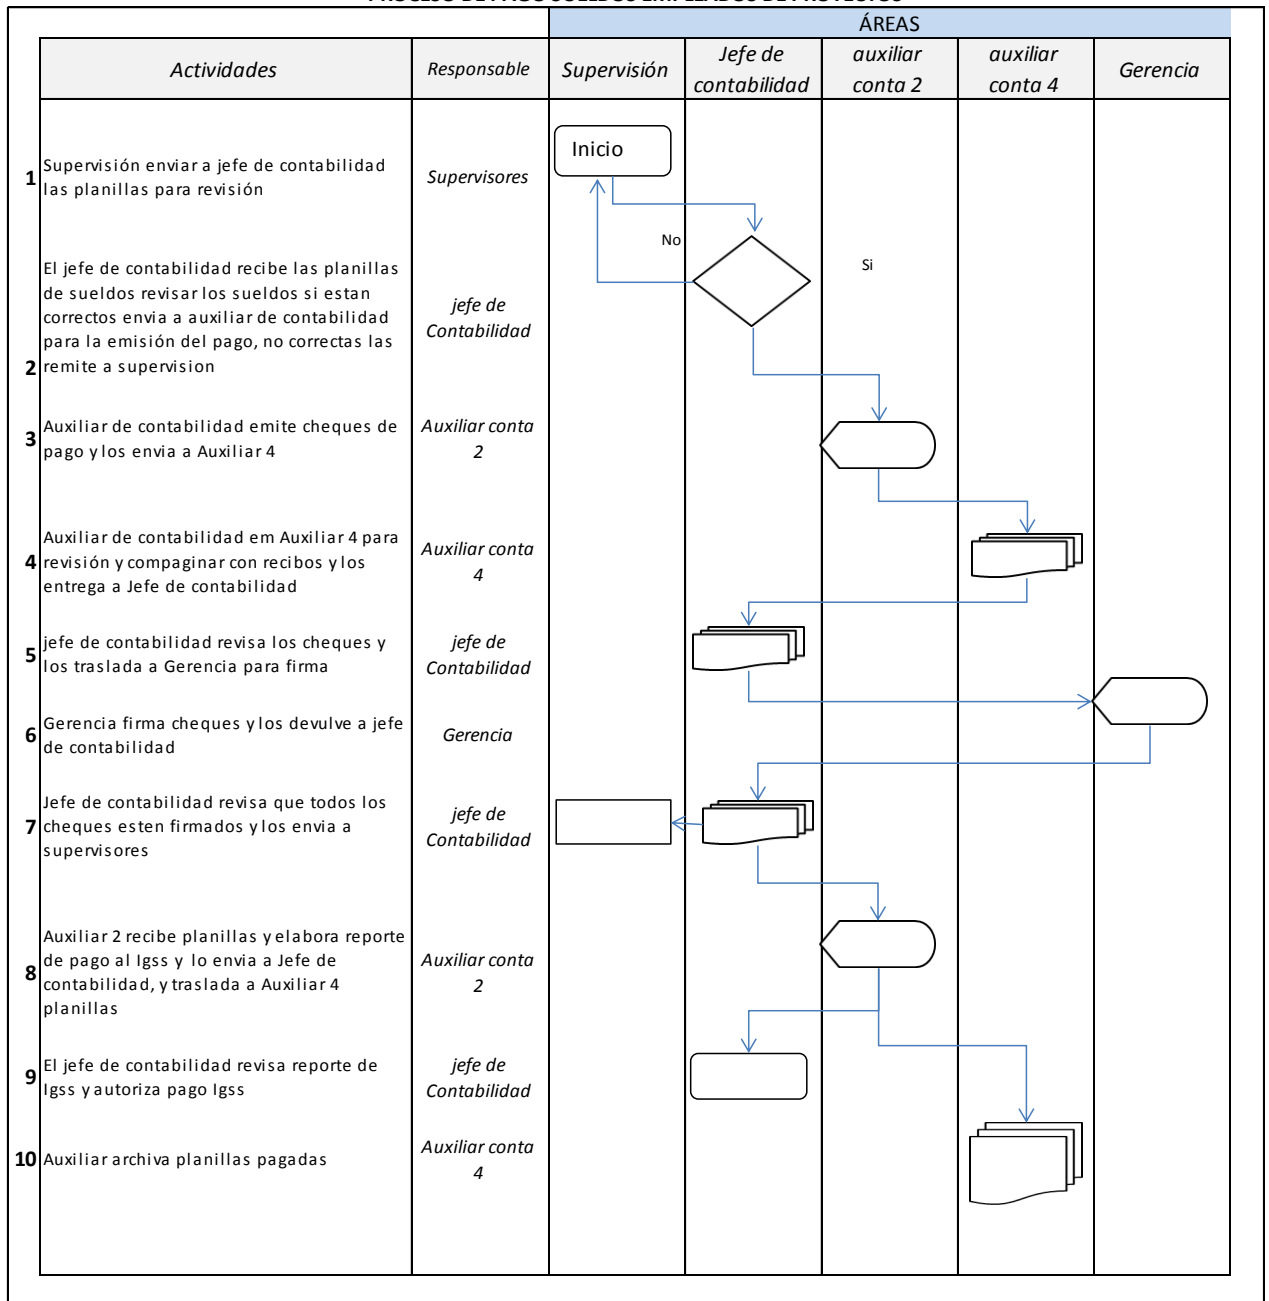 PROCESO DE PAGO SUELDOS EMPLEADOS DE PROYECTOS
ÁREAS
Actividades
Responsable
Supervisión
Jefe de
contabilidad
auxiliar
conta 2
auxiliar
conta 4
Gerencia
Inicio
1
Supervisión enviar a jefe de contabilidad
las planillas para revisión
Supervisores
No
Si
2
El jefe de contabilidad recibe las planillas
de sueldos revisar los sueldos si estan
correctos envia a auxiliar de contabilidad
para la emisión del pago, no correctas las
remite a supervision
jefe de
Contabilidad
3
Auxiliar de contabilidad emite cheques de
pago y los envia a Auxiliar 4
Auxiliar conta
2
4
Auxiliar de contabilidad em Auxiliar 4 para
revisión y compaginar con recibos y los
entrega a Jefe de contabilidad
Auxiliar conta
4
5
jefe de contabilidad revisa los cheques y
los traslada a Gerencia para firma
jefe de
Contabilidad
6
Gerencia firma cheques y los devulve a jefe
de contabilidad
Gerencia
7
Jefe de contabilidad revisa que todos los
cheques esten firmados y los envia a
supervisores
jefe de
Contabilidad
8
Auxiliar 2 recibe planillas y elabora reporte
de pago al Igss y lo envia a Jefe de
contabilidad, y traslada a Auxiliar 4
planillas
Auxiliar conta
2
9
El jefe de contabilidad revisa reporte de
Igss y autoriza pago Igss
jefe de
Contabilidad
10
Auxiliar archiva planillas pagadas
Auxiliar conta
4